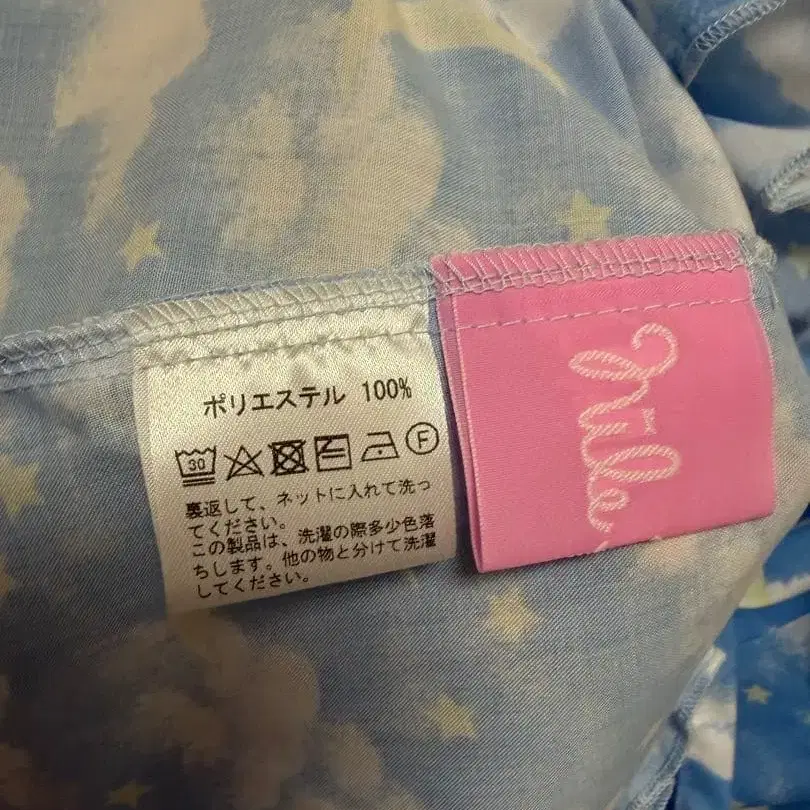 ポリエステル 100%
30
F
裏返して、ネットに入れて洗っ
てください。
この製品は、洗濯の際多少色落
ちします。他の物と分けて洗濯
してください。